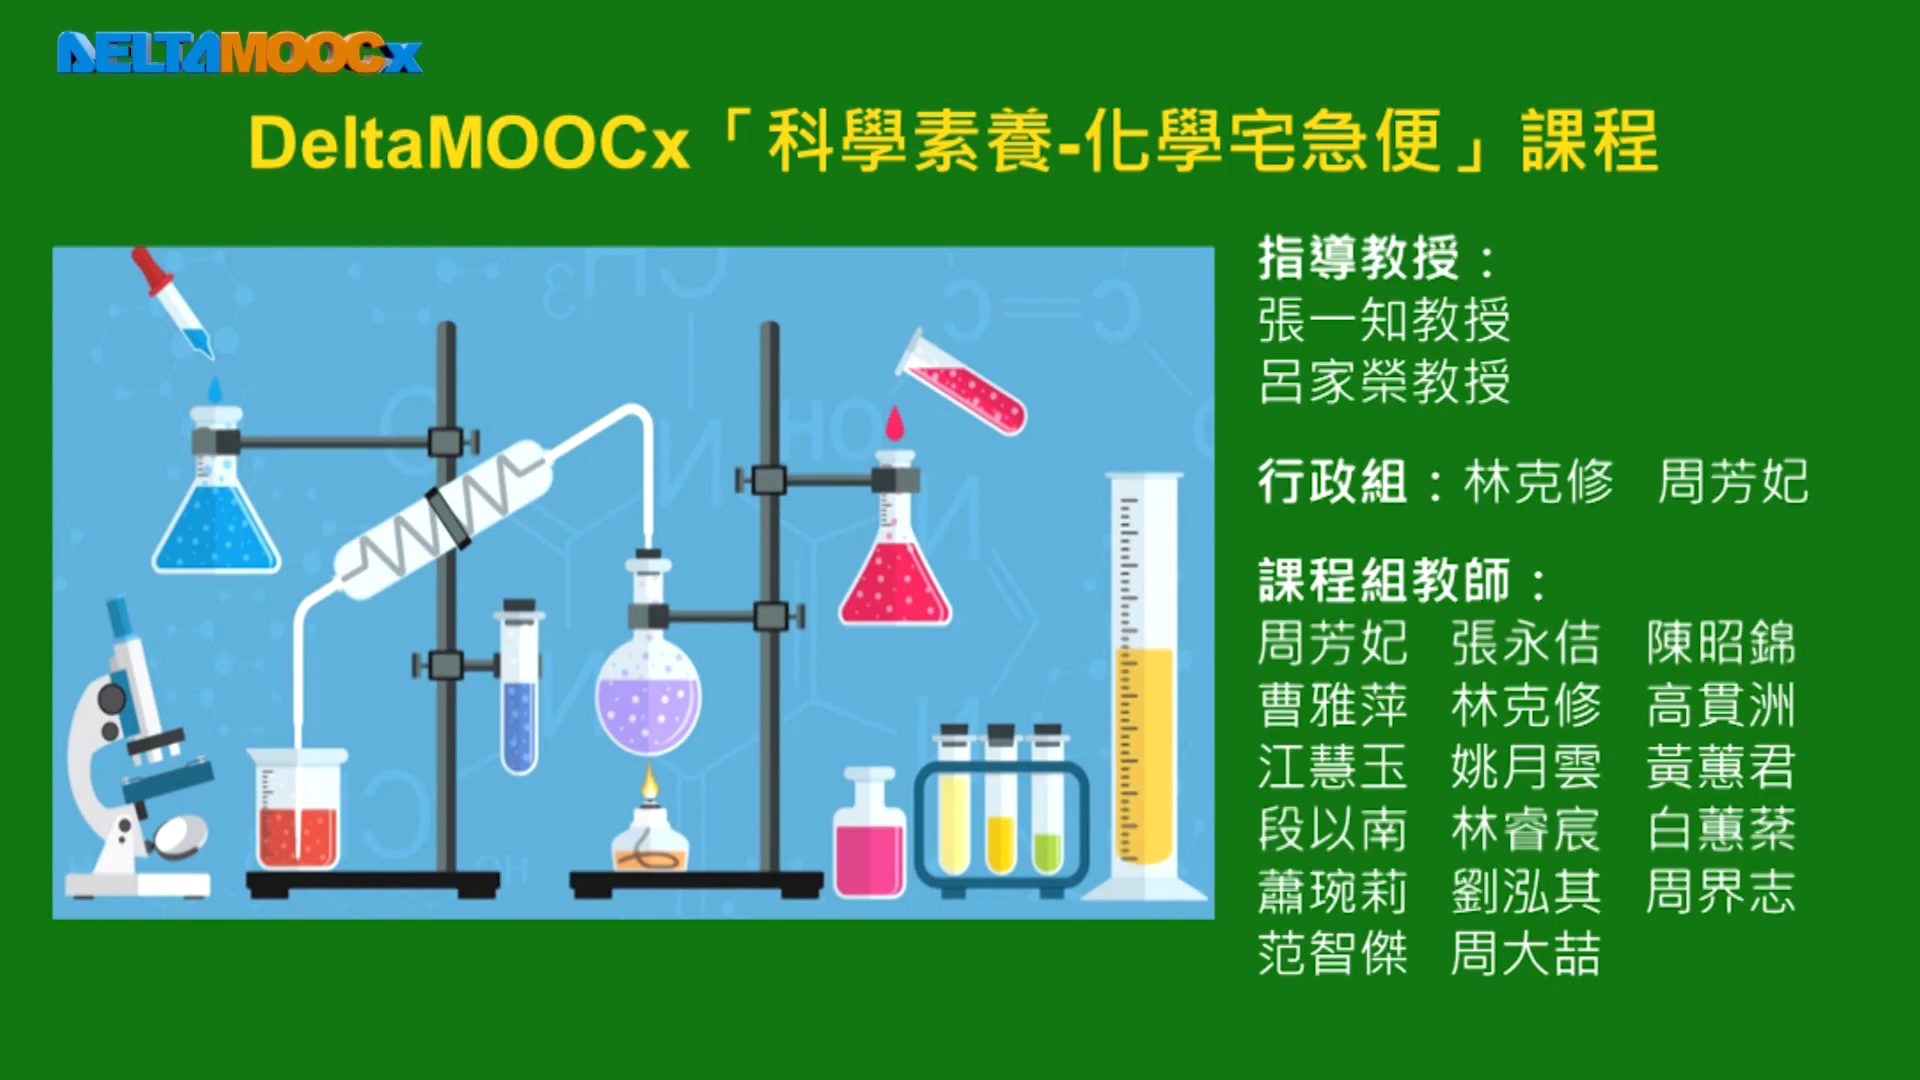 DELTAMOOCx
DeltaMOOCx「科學素養-化學宅急便」課程
指導教授：
張一知教授
呂家榮教授
行政組：林克修 周芳妃
課程組教師：
周芳妃 張永佶 陳昭錦
曹雅萍 林克修 高貫洲
江慧玉 姚月雲 黃蕙君
段以南 林睿宸 白蕙棻
蕭琬莉 劉泓其 周界志
范智傑 周大喆